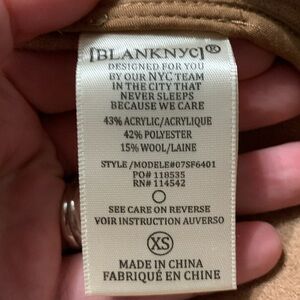 [BLANKNYC]®
DESIGNED FOR YOU
BY OUR NYC TEAM
IN THE CITY THAT
NEVER SLEEPS
BECAUSE WE CARE
43% ACRYLIC/ACRYLIQUE
42% POLYESTER
15% WOOL/LAINE
STYLE/MODELE#07SF6401
PO# 118535
RN# 114542
SEE CARE ON REVERSE
VOIR INSTRUCTION AUVERSO
XS
MADE IN CHINA
FABRIQUÉ EN CHINE